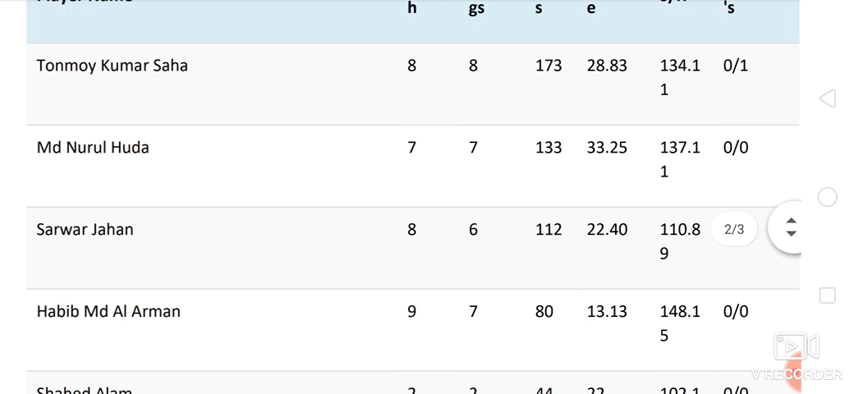 h gs s e 's
Tonmoy Kumar Saha 8 8 173 28.83 134.1 0/1
1
Md Nurul Huda 7 7 133 33.25 137.1 0/0
1
Sarwar Jahan 8 6 112 22.40 110.8 2/3
9
Habib Md Al Arman 9 7 80 13.13 148.1 0/0
5
V RECORDER